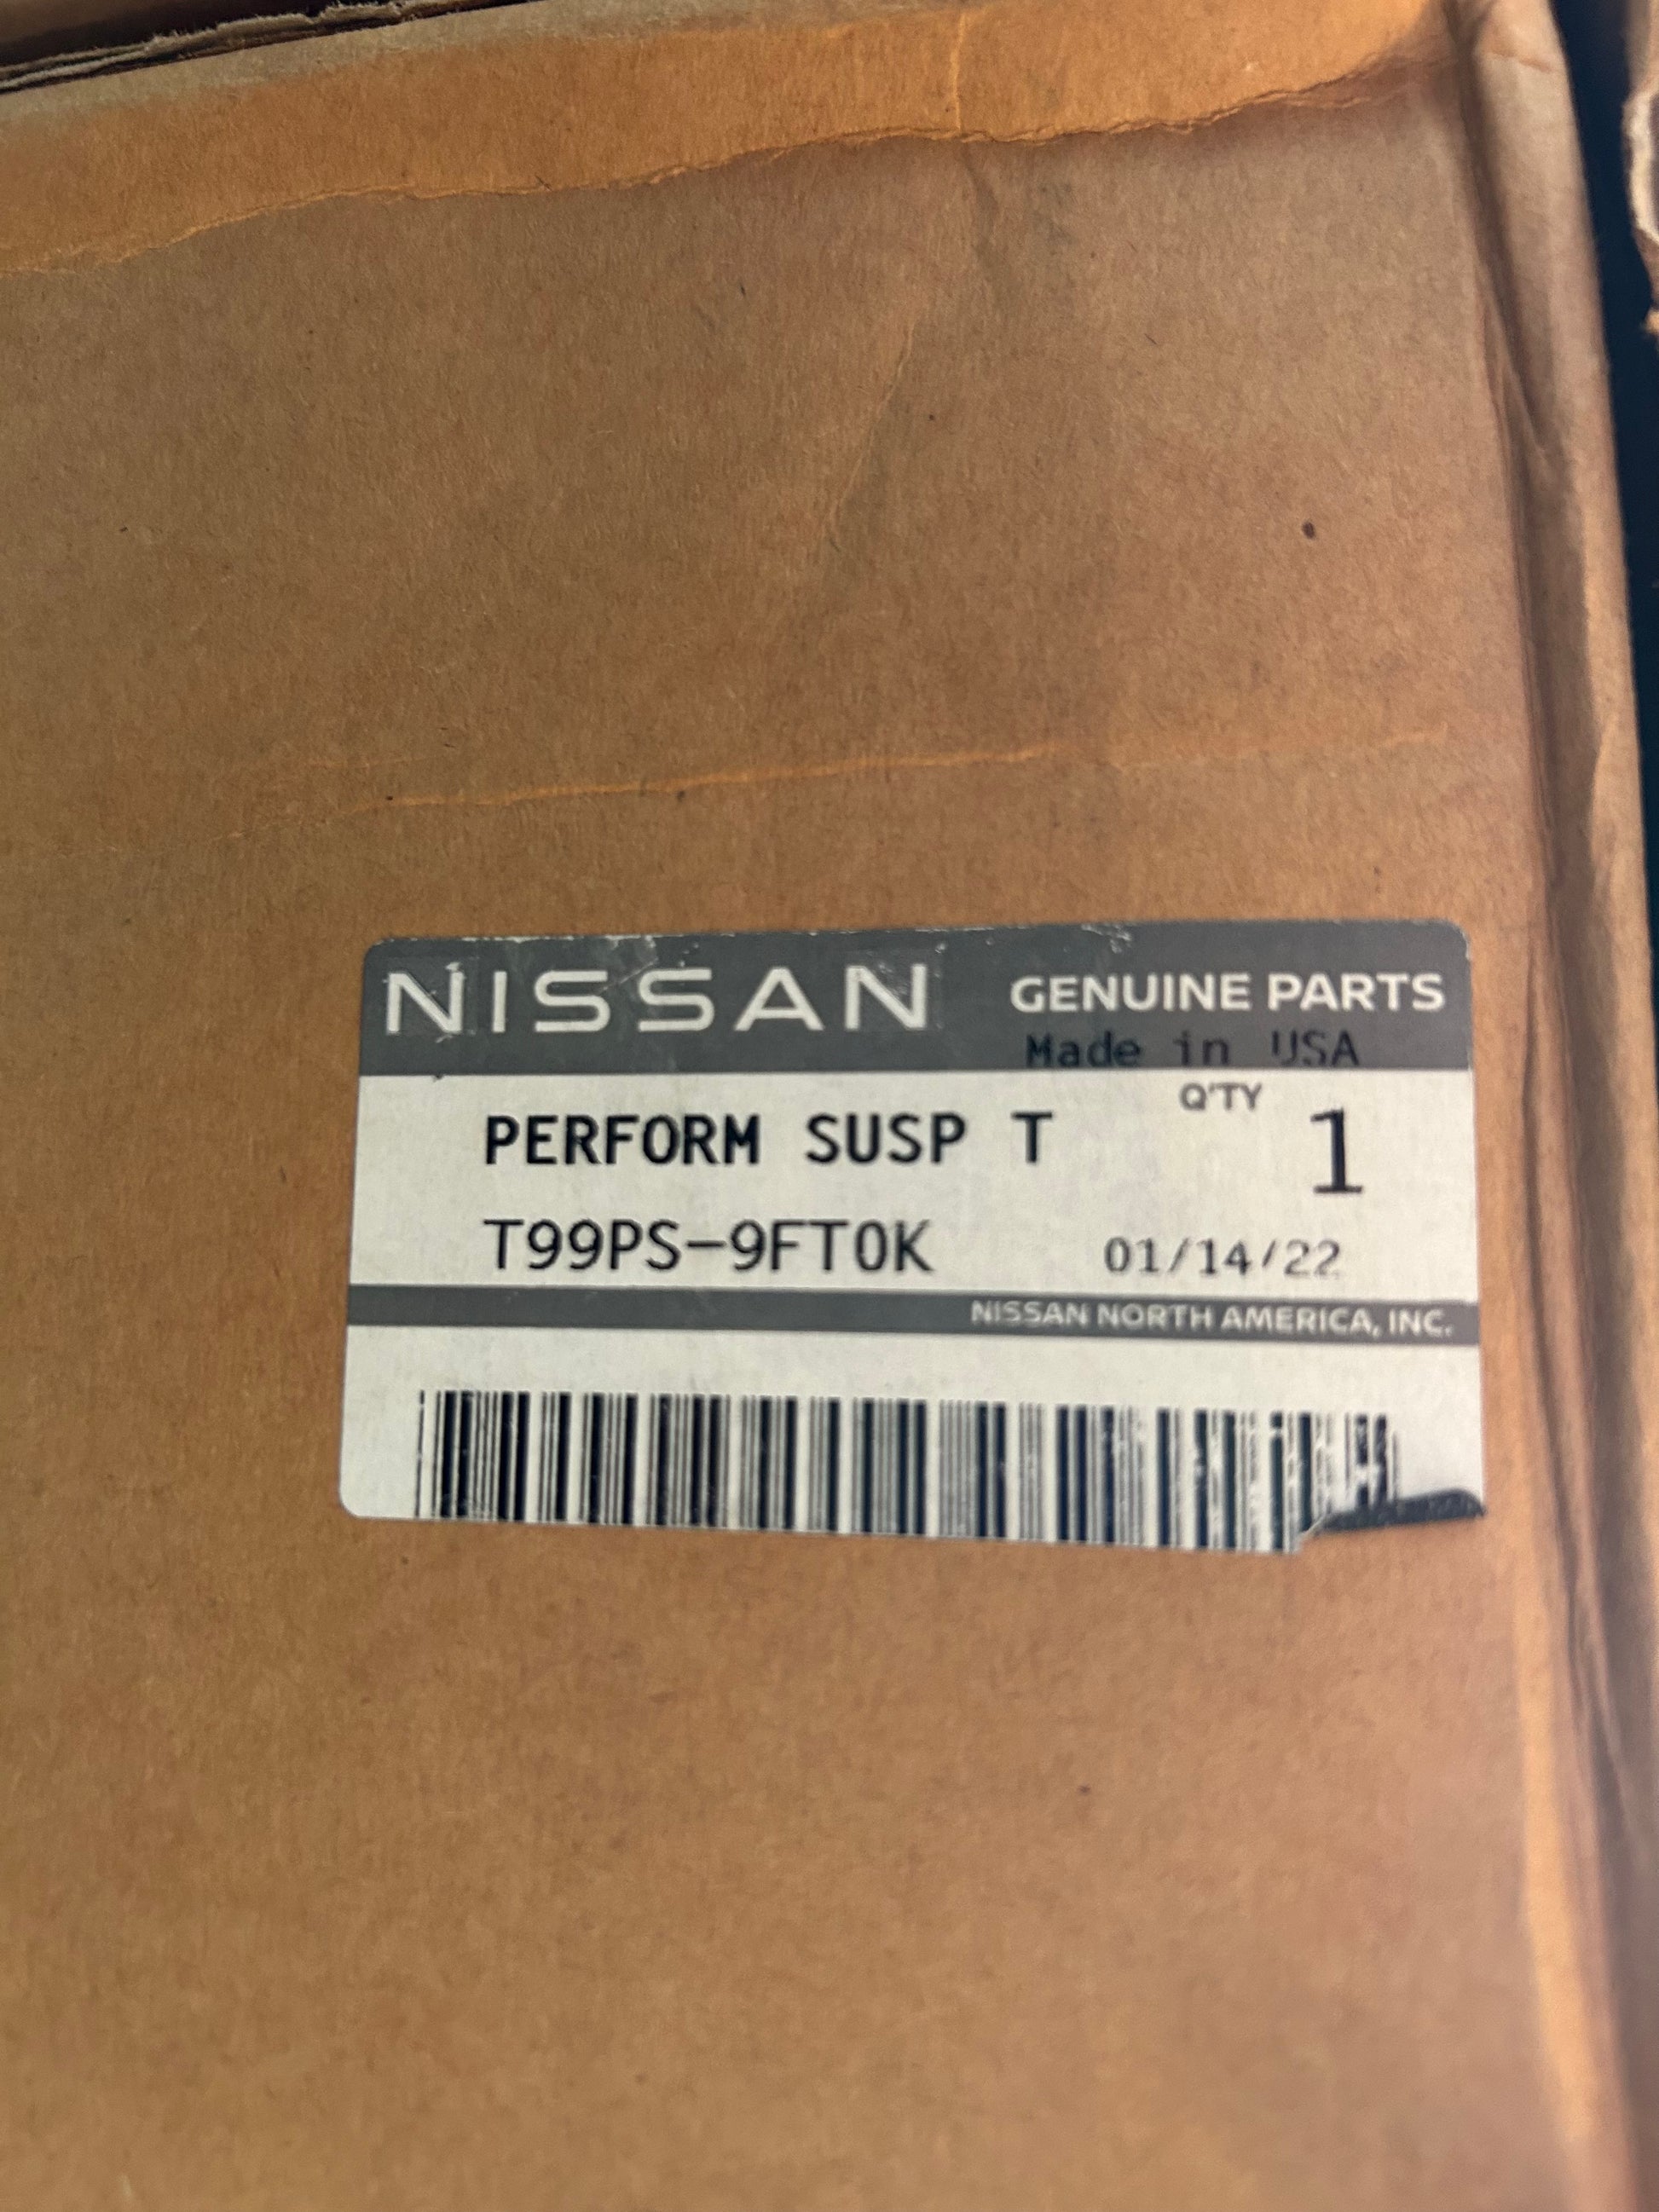 NISSAN GENUINE PARTS
Made in USA
Q'TY
PERFORM SUSP T 1
T99PS-9FT0K 01/14/22
NISSAN NORTH AMERICA, INC.